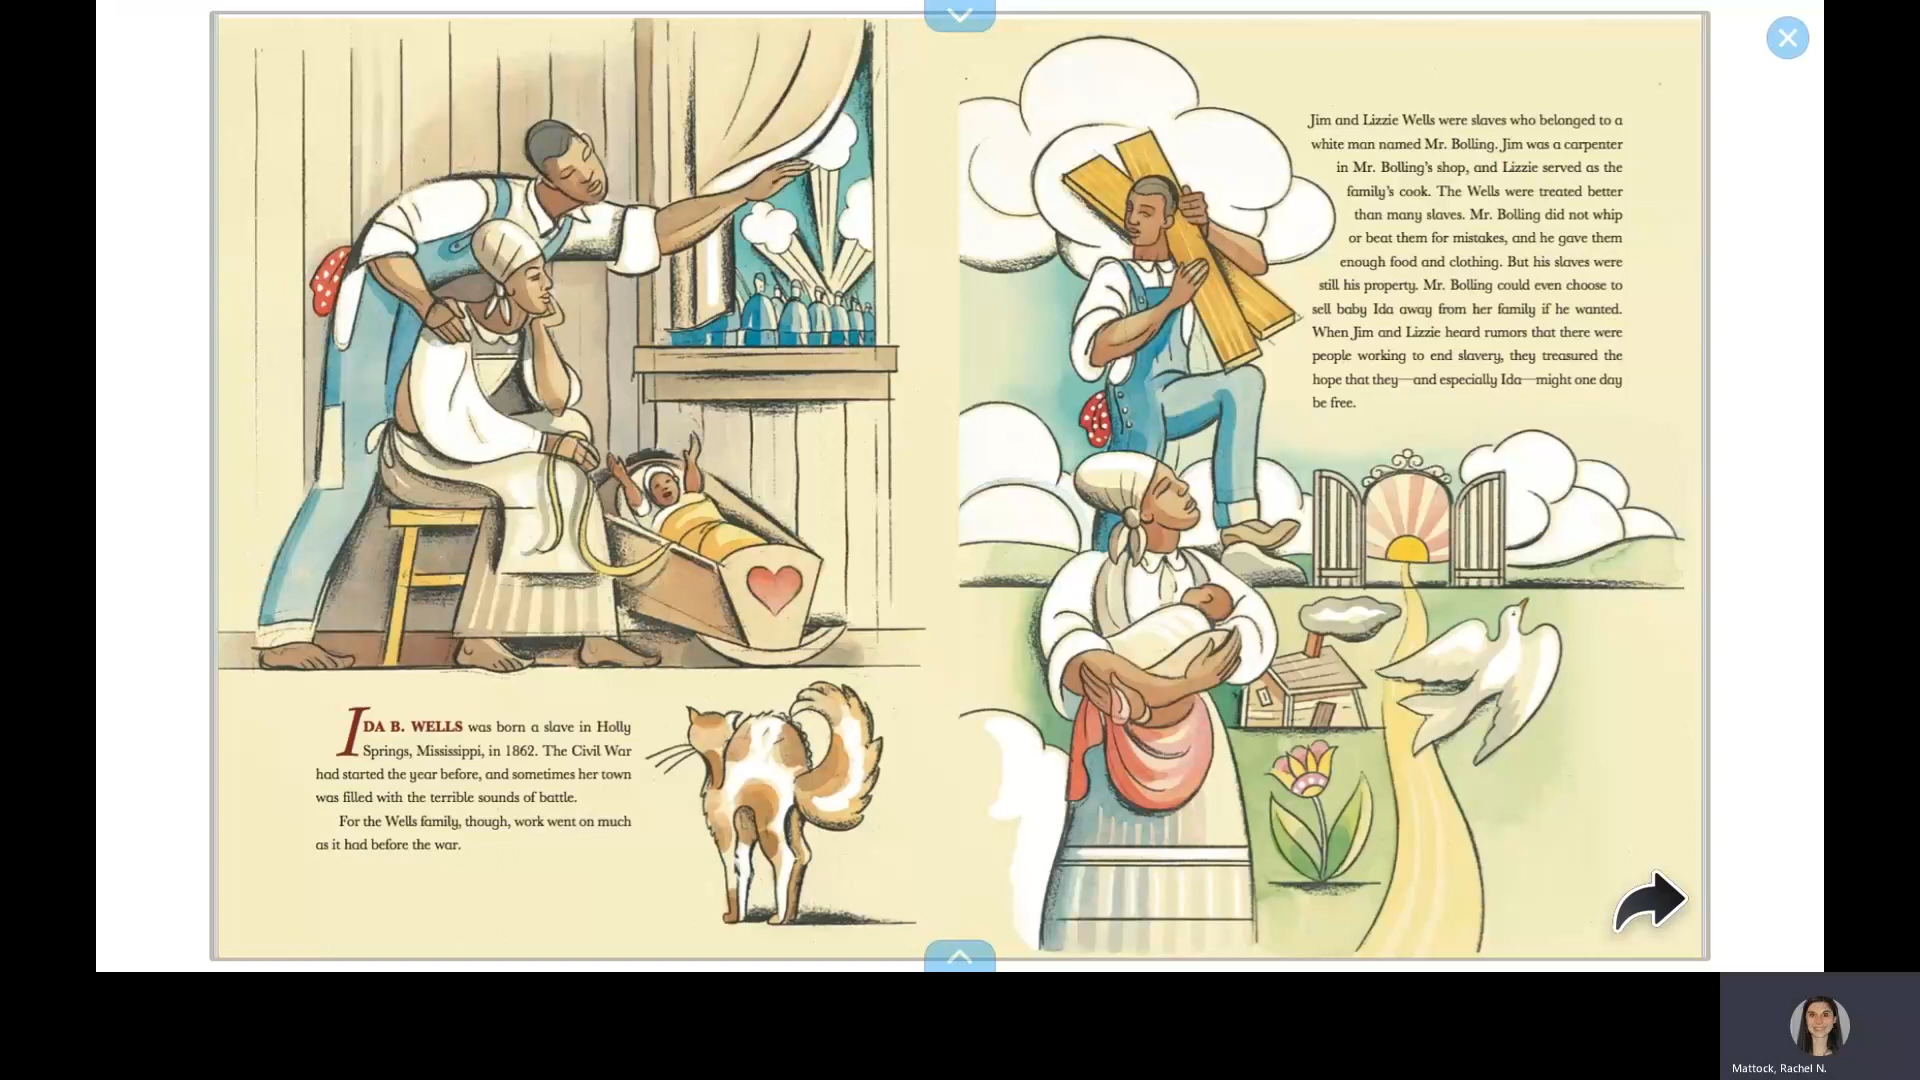 IDA B. WELLS was born a slave in Holly
Springs, Mississippi, in 1862. The Civil War
had started the year before, and sometimes her town
was filled with the terrible sounds of battle.
For the Wells family, though, work went on much
as it had before the war.
Jim and Lizzie Wells were slaves who belonged to a
white man named Mr. Bolling. Jim was a carpenter
in Mr. Bolling's shop, and Lizzie served as the
family's cook. The Wells were treated better
than many slaves. Mr. Bolling did not whip
or beat them for mistakes, and he gave them
enough food and clothing. But his slaves were
still his property. Mr. Bolling could even choose to
sell baby Ida away from her family if he wanted.
When Jim and Lizzie heard rumors that there were
people working to end slavery, they treasured the
hope that they—and especially Ida—might one day
be free.
Mattock, Rachel N.